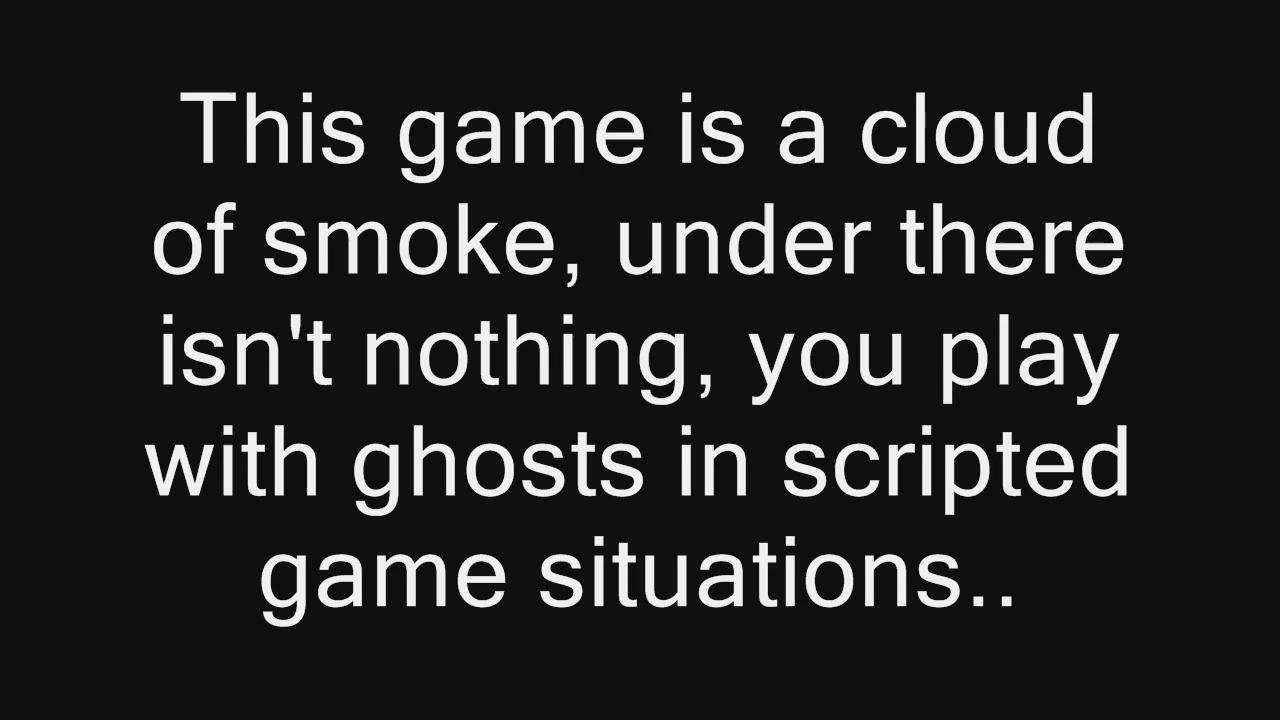 This game is a cloud
of smoke, under there
isn't nothing, you play
with ghosts in scripted
game situations..